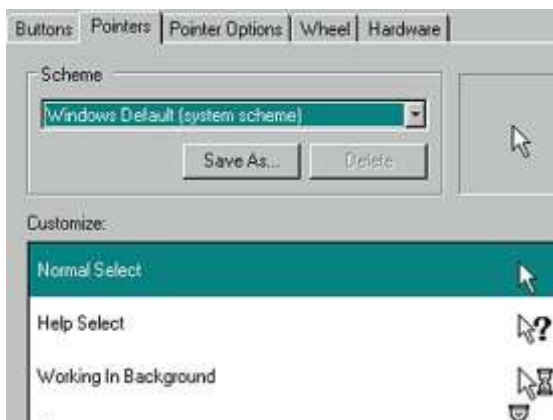 Buttons Pointers Pointer Options Wheel Hardware
Scheme
Windows Default (system scheme)
Save As... Delete
Customize:
Normal Select
Help Select
Working In Background